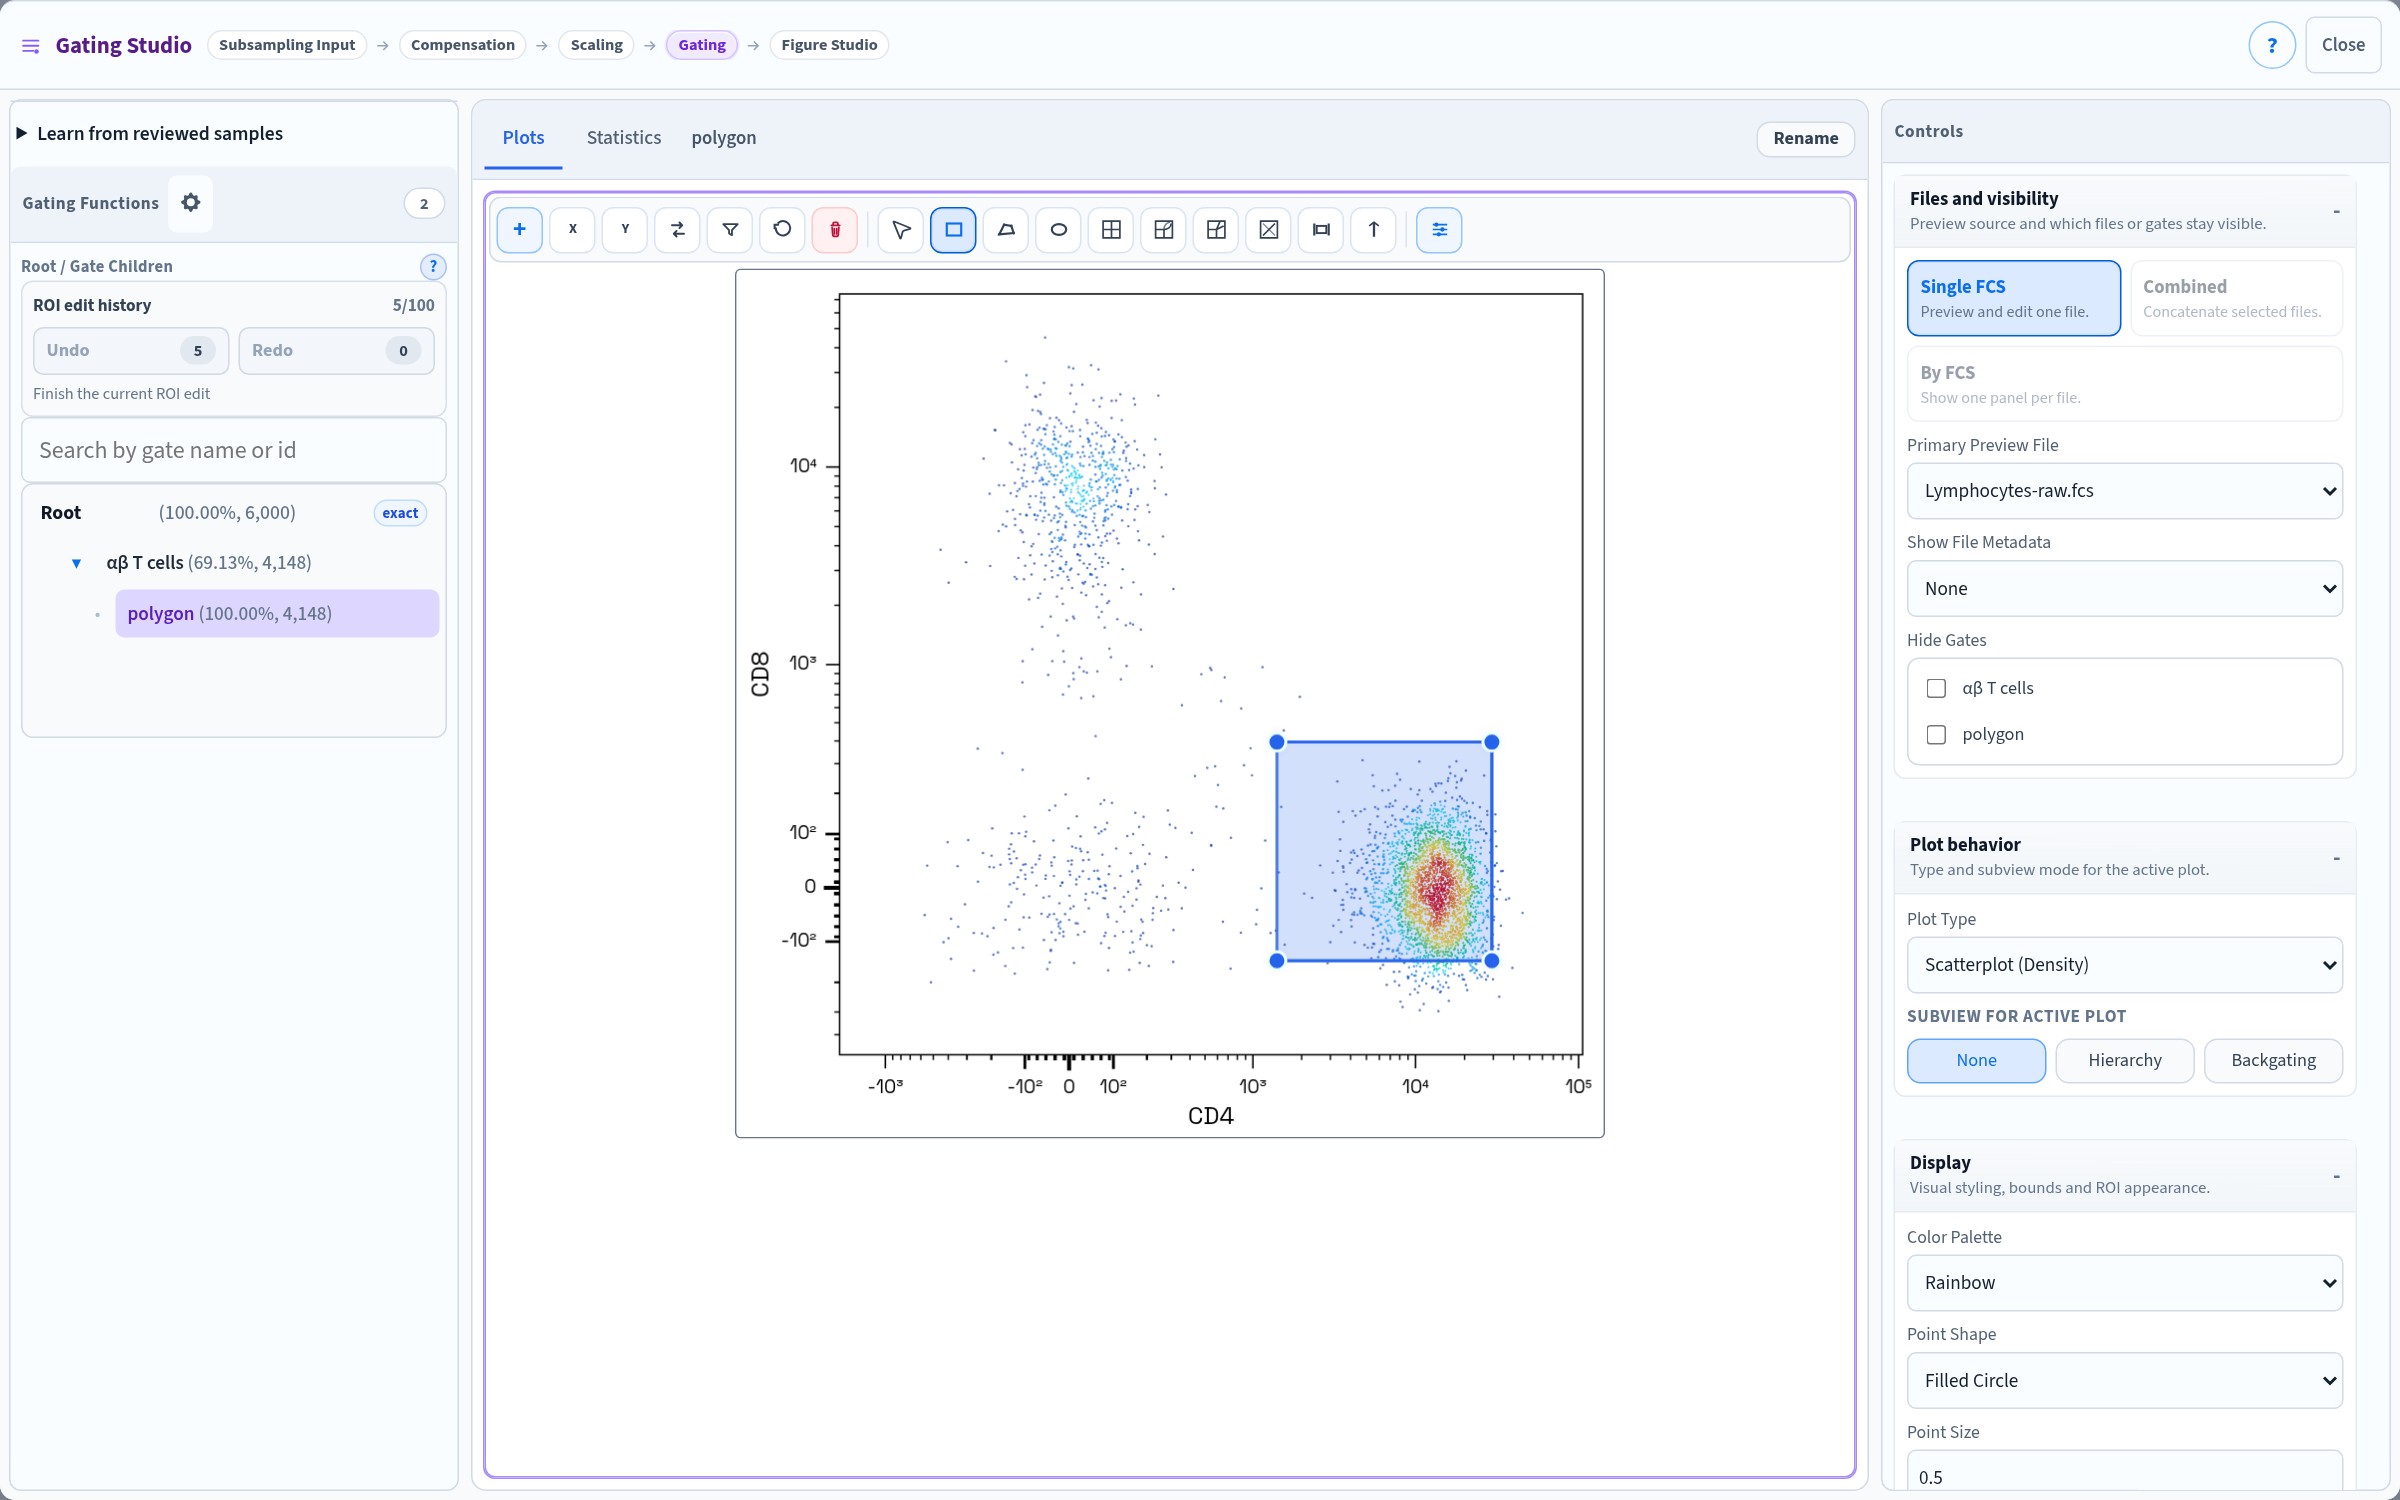 Gating Studio
Subsampling Input → Compensation → Scaling → Gating → Figure Studio
?
Close
Learn from reviewed samples
Gating Functions
2
Root / Gate Children
?
ROI edit history
5/100
Undo
5
Redo
0
Finish the current ROI edit
Search by gate name or id
Root (100.00%, 6,000)
exact
αβ T cells (69.13%, 4,148)
polygon (100.00%, 4,148)
Plots
Statistics
polygon
Rename
+
X
Y
10⁴
10³
10²
0
-10²
CD8
-10³
-10²
0
10²
10³
10⁴
10⁵
CD4
Controls
Files and visibility
Preview source and which files or gates stay visible.
-
Single FCS
Preview and edit one file.
Combined
Concatenate selected files.
By FCS
Show one panel per file.
Primary Preview File
Lymphocytes-raw.fcs
Show File Metadata
None
Hide Gates
αβ T cells
polygon
Plot behavior
Type and subview mode for the active plot.
-
Plot Type
Scatterplot (Density)
SUBVIEW FOR ACTIVE PLOT
None
Hierarchy
Backgating
Display
Visual styling, bounds and ROI appearance.
-
Color Palette
Rainbow
Point Shape
Filled Circle
Point Size
0.5